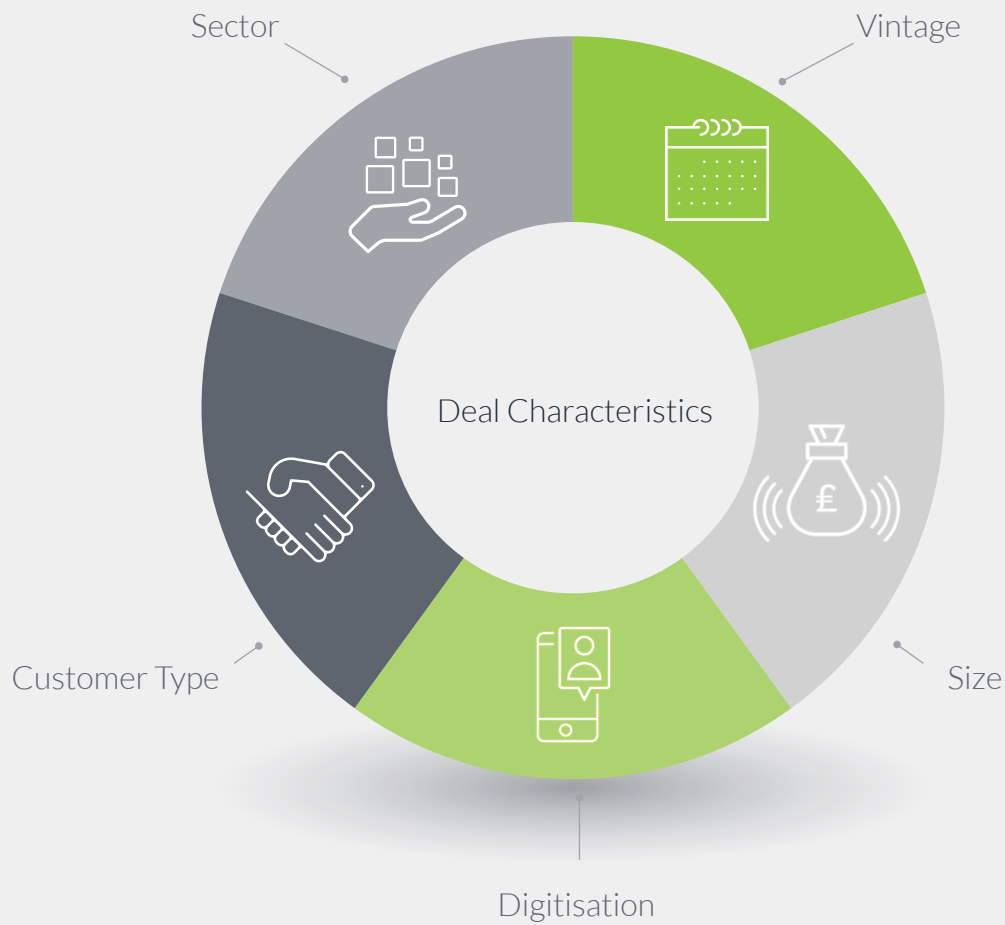 Sector
Vintage
Deal Characteristics
£
Customer Type
Size
Digitisation